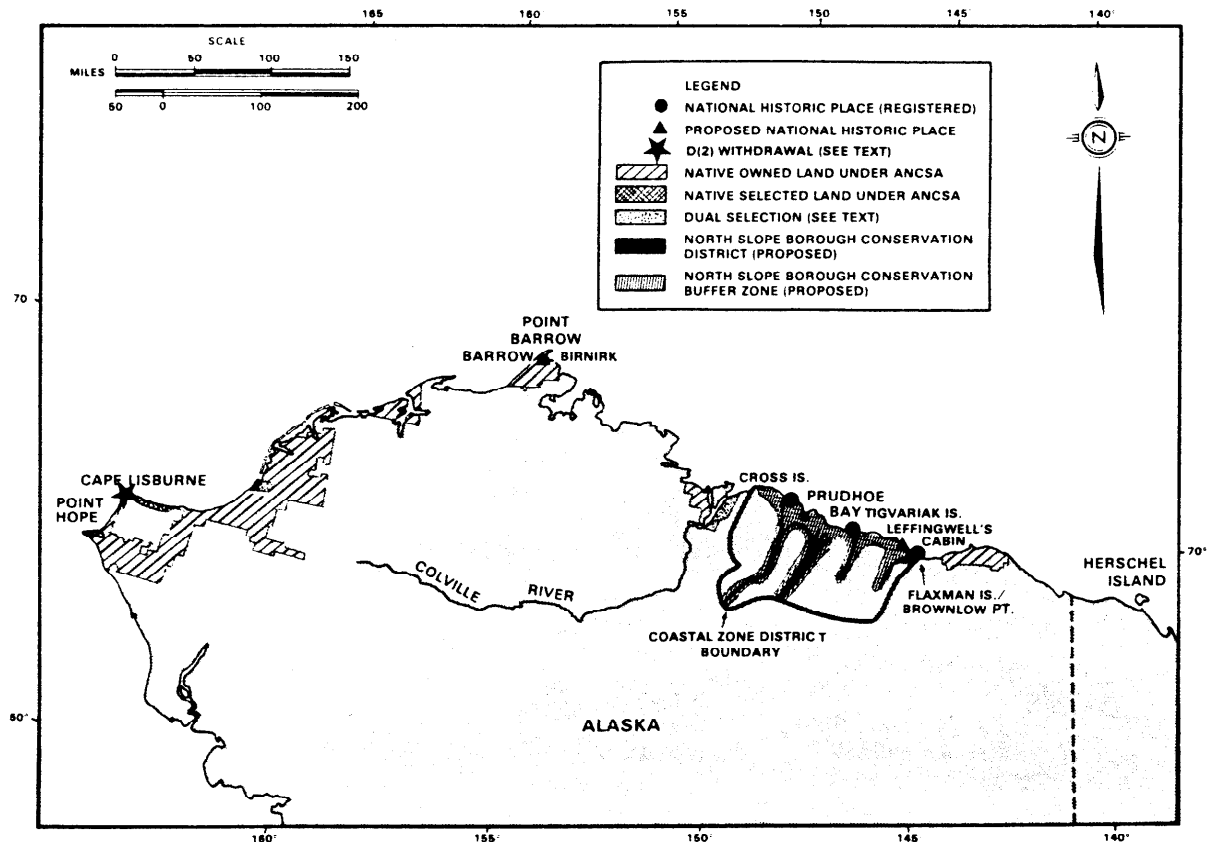 165 160 155 150 145° 140°
SCALE
0 50 100 150
MILES
60 0 100 200
LEGEND
NATIONAL HISTORIC PLACE (REGISTERED)
PROPOSED NATIONAL HISTORIC PLACE
D(2) WITHDRAWAL (SEE TEXT)
NATIVE OWNED LAND UNDER ANCSA
NATIVE SELECTED LAND UNDER ANCSA
DUAL SELECTION (SEE TEXT)
NORTH SLOPE BOROUGH CONSERVATION
DISTRICT (PROPOSED)
NORTH SLOPE BOROUGH CONSERVATION
BUFFER ZONE (PROPOSED)
N
70
POINT
BARROW
BARROW BIRNIRK
CAPE LISBURNE
POINT
HOPE
CROSS IS.
PRUDHOE
BAY
TIGVARIAK IS.
LEFFINGWELL'S
CABIN
70°
HERSCHEL
ISLAND
COLVILLE RIVER
FLAXMAN IS./
BROWNLOW PT.
COASTAL ZONE DISTRICT
BOUNDARY
ALASKA
160° 155° 150° 145° 140°